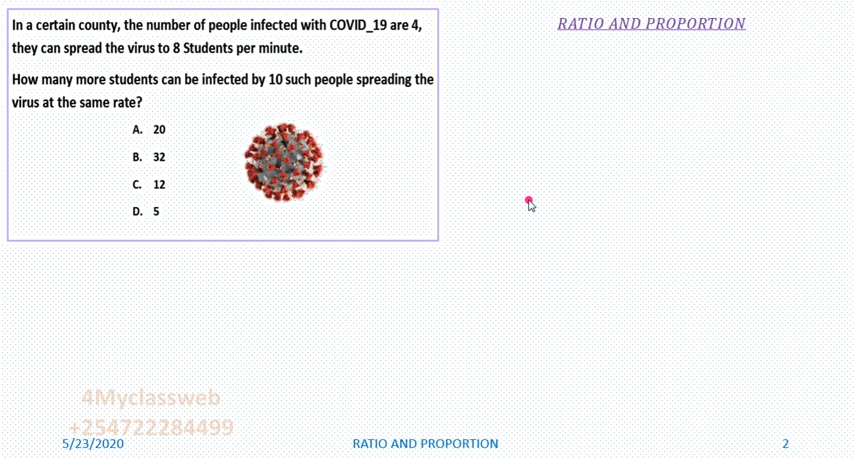 In a certain county, the number of people infected with COVID_19 are 4,
they can spread the virus to 8 Students per minute.
How many more students can be infected by 10 such people spreading the
virus at the same rate?
A. 20
B. 32
C. 12
D. 5
RATIO AND PROPORTION
4Myclassweb
+254722284499
5/23/2020
RATIO AND PROPORTION
2